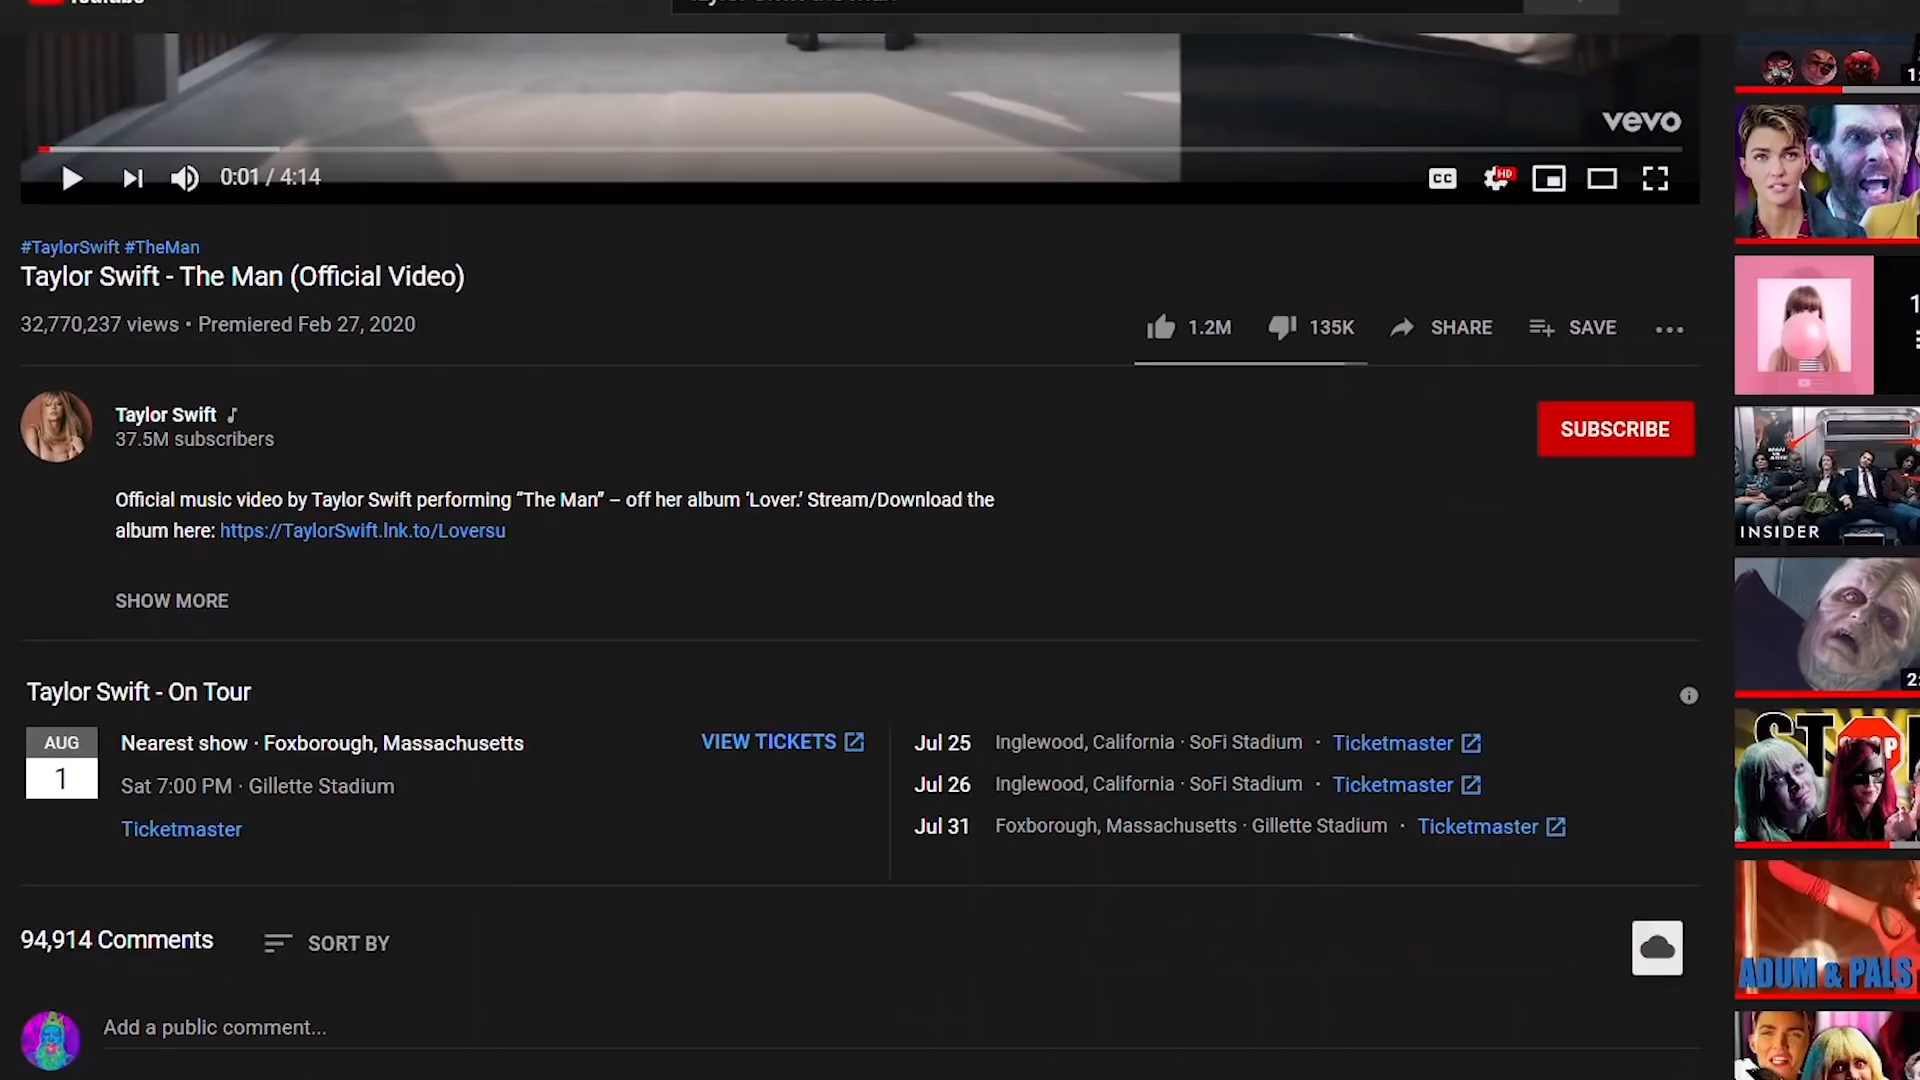 vevo
0:01 / 4:14
CC
HD
#TaylorSwift #TheMan
Taylor Swift - The Man (Official Video)
32,770,237 views • Premiered Feb 27, 2020
1.2M
135K
SHARE
SAVE
Taylor Swift
37.5M subscribers
SUBSCRIBE
Official music video by Taylor Swift performing “The Man” – off her album ‘Lover.’ Stream/Download the
album here: https://TaylorSwift.lnk.to/Loversu
SHOW MORE
Taylor Swift - On Tour
AUG
1
Nearest show · Foxborough, Massachusetts
VIEW TICKETS
Sat 7:00 PM · Gillette Stadium
Ticketmaster
Jul 25 Inglewood, California · SoFi Stadium · Ticketmaster
Jul 26 Inglewood, California · SoFi Stadium · Ticketmaster
Jul 31 Foxborough, Massachusetts · Gillette Stadium · Ticketmaster
94,914 Comments
SORT BY
Add a public comment...
INSIDER
STOP
ADUM & PALS